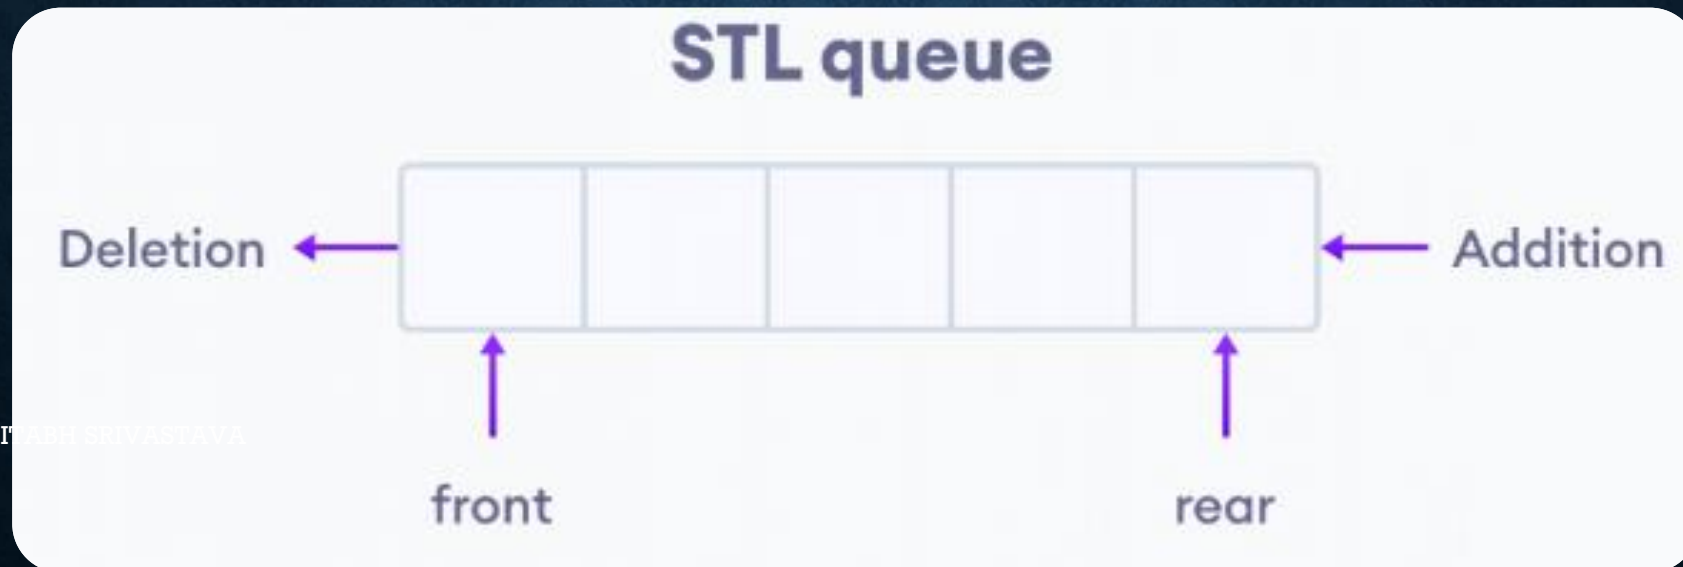 STL queue
Deletion
Addition
ITABH SRIVASTAVA
front
rear